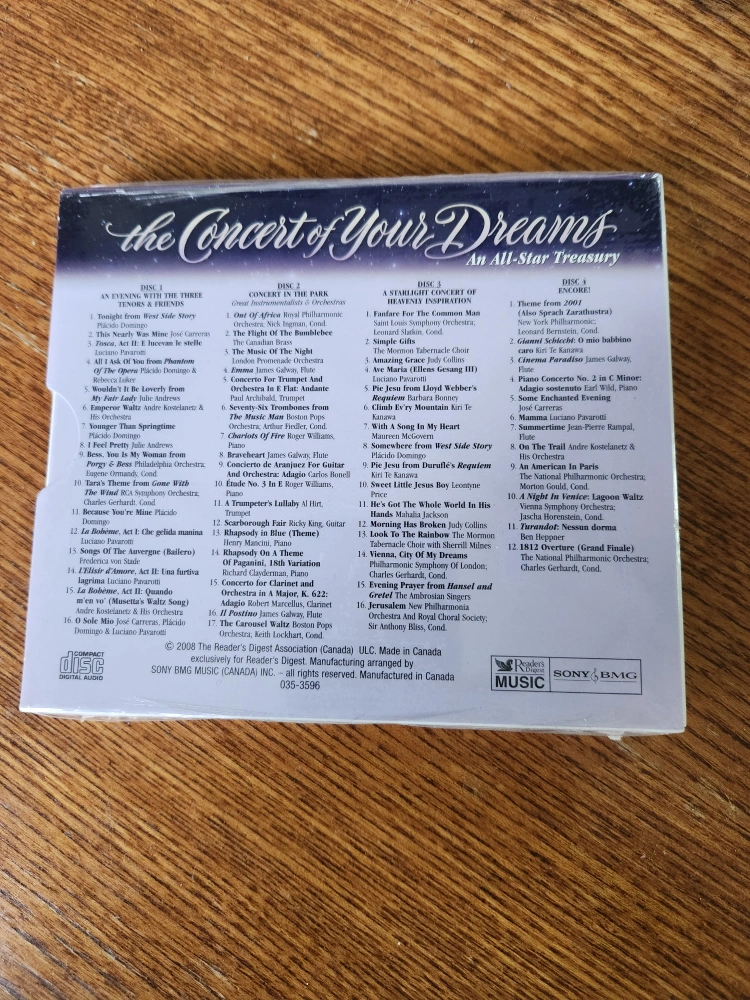 the Concert of Your Dreams
An All-Star Treasury
DISC 1
AN EVENING WITH THE THREE
TENORS & FRIENDS
1. Tonight from West Side Story
Plácido Domingo
2. This Nearly Was Mine José Carreras
3. Tosca, Act II: E lucevan le stelle
Luciano Pavarotti
4. All I Ask Of You from Phantom
Of The Opera Plácido Domingo &
Rebecca Luker
5. Wouldn't It Be Loverly from
My Fair Lady Julie Andrews
6. Emperor Waltz Andre Kostelanetz &
His Orchestra
7. Younger Than Springtime
Plácido Domingo
8. I Feel Pretty Julie Andrews
9. Bess, You Is My Woman from
Porgy & Bess Philadelphia Orchestra;
Eugene Ormandy, Cond.
10. Tara's Theme from Gone With
The Wind RCA Symphony Orchestra;
Charles Gerhardt, Cond.
11. Because You're Mine Plácido
Domingo
12. La Bohème, Act I: Che gelida manina
Luciano Pavarotti
13. Songs Of The Auvergne (Bailero)
Frederica von Stade
14. L'Elisir d'Amore, Act II: Una furtiva
lagrima Luciano Pavarotti
15. La Bohème, Act II: Quando
m'en vo' (Musetta's Waltz Song)
Andre Kostelanetz & His Orchestra
16. O Sole Mio José Carreras, Plácido
Domingo & Luciano Pavarotti
DISC 2
CONCERT IN THE PARK
Great Instrumentalists & Orchestras
1. Out Of Africa Royal Philharmonic
Orchestra; Nick Ingman, Cond.
2. The Flight Of The Bumblebee
The Canadian Brass
3. The Music Of The Night
London Promenade Orchestra
4. Emma James Galway, Flute
5. Concerto For Trumpet And
Orchestra In E Flat: Andante
Paul Archibald, Trumpet
6. Seventy-Six Trombones from
The Music Man Boston Pops
Orchestra; Arthur Fiedler, Cond.
7. Chariots Of Fire Roger Williams,
Piano
8. Braveheart James Galway, Flute
9. Concierto de Aranjuez For Guitar
And Orchestra: Adagio Carlos Bonell
10. Étude No. 3 In E Roger Williams,
Piano
11. A Trumpeter's Lullaby Al Hirt,
Trumpet
12. Scarborough Fair Ricky King, Guitar
13. Rhapsody in Blue (Theme)
Henry Mancini, Piano
14. Rhapsody On A Theme
Of Paganini, 18th Variation
Richard Clayderman, Piano
15. Concerto for Clarinet and
Orchestra in A Major, K. 622:
Adagio Robert Marcellus, Clarinet
16. Il Postino James Galway, Flute
17. The Carousel Waltz Boston Pops
Orchestra; Keith Lockhart, Cond.
DISC 3
A STARLIGHT CONCERT OF
HEAVENLY INSPIRATION
1. Fanfare For The Common Man
Saint Louis Symphony Orchestra;
Leonard Slatkin, Cond.
2. Simple Gifts
The Mormon Tabernacle Choir
3. Amazing Grace Judy Collins
4. Ave Maria (Ellens Gesang III)
Luciano Pavarotti
5. Pie Jesu from Lloyd Webber's
Requiem Barbara Bonney
6. Climb Ev'ry Mountain Kiri Te
Kanawa
7. With A Song In My Heart
Maureen McGovern
8. Somewhere from West Side Story
Plácido Domingo
9. Pie Jesu from Duruflé's Requiem
Kiri Te Kanawa
10. Sweet Little Jesus Boy Leontyne
Price
11. He's Got The Whole World In His
Hands Mahalia Jackson
12. Morning Has Broken Judy Collins
13. Look To The Rainbow The Mormon
Tabernacle Choir with Sherrill Milnes
14. Vienna, City Of My Dreams
Philharmonic Symphony Of London;
Charles Gerhardt, Cond.
15. Evening Prayer from Hansel and
Gretel The Ambrosian Singers
16. Jerusalem New Philharmonia
Orchestra And Royal Choral Society;
Sir Anthony Bliss, Cond.
DISC 4
ENCORE!
1. Theme from 2001
(Also Sprach Zarathustra)
New York Philharmonic;
Leonard Bernstein, Cond.
2. Gianni Schicchi: O mio babbino
caro Kiri Te Kanawa
3. Cinema Paradiso James Galway,
Flute
4. Piano Concerto No. 2 in C Minor:
Adagio sostenuto Earl Wild, Piano
5. Some Enchanted Evening
José Carreras
6. Mamma Luciano Pavarotti
7. Summertime Jean-Pierre Rampal,
Flute
8. On The Trail Andre Kostelanetz &
His Orchestra
9. An American In Paris
The National Philharmonic Orchestra;
Morton Gould, Cond.
10. A Night In Venice: Lagoon Waltz
Vienna Symphony Orchestra;
Jascha Horenstein, Cond.
11. Turandot: Nessun dorma
Ben Heppner
12. 1812 Overture (Grand Finale)
The National Philharmonic Orchestra;
Charles Gerhardt, Cond.
COMPACT
disc
DIGITAL AUDIO
© 2008 The Reader's Digest Association (Canada) ULC. Made in Canada
exclusively for Reader's Digest. Manufacturing arranged by
SONY BMG MUSIC (CANADA) INC. – all rights reserved. Manufactured in Canada
035-3596
Reader's
Digest
MUSIC
SONY BMG